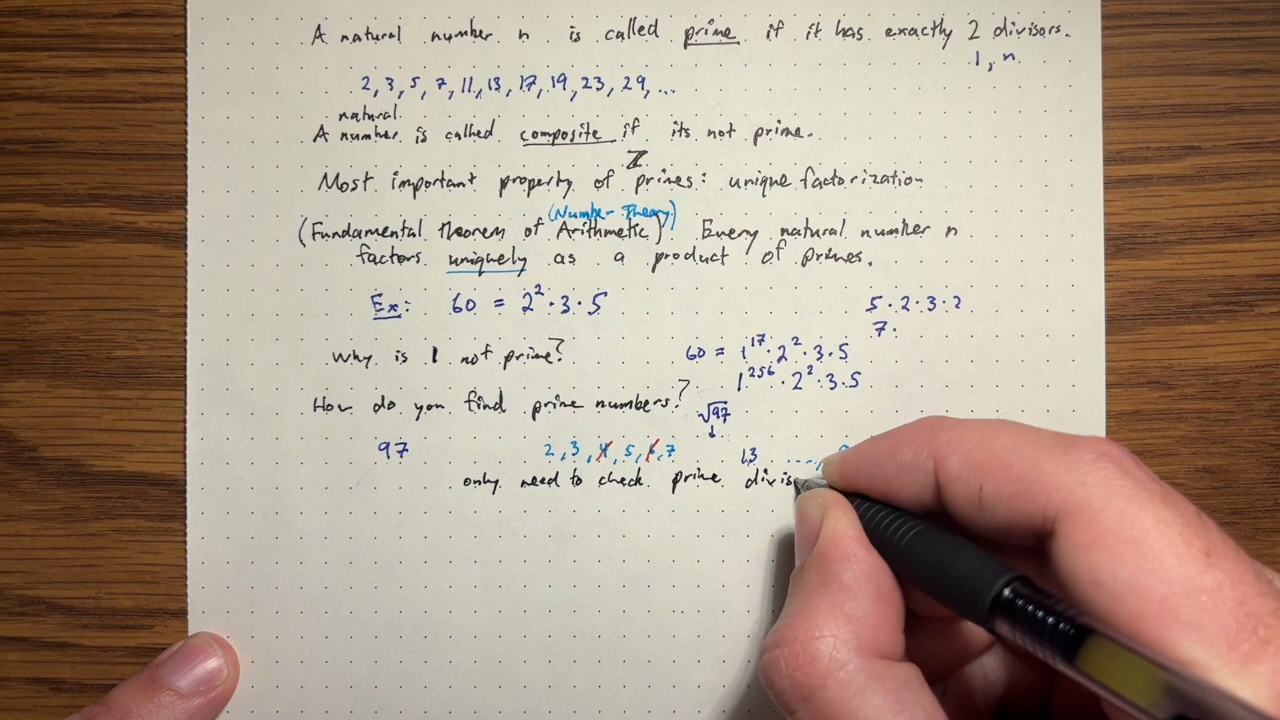 A natural number n is called prime if it has exactly 2 divisors.
1, n
2, 3, 5, 7, 11, 13, 17, 19, 23, 29, ...
natural
A number is called composite if its not prime.
ℤ
Most important property of primes: unique factorization
(Number Theory)
(Fundamental theorem of Arithmetic) Every natural number n
factors uniquely as a product of primes.
Ex: 60 = 2²·3·5
5·2·3·2
7·
Why is 1 not prime?
60 = 1¹⁷·2²·3·5
1²⁵⁶·2²·3·5
How do you find prime numbers?
√97
↓
97 2, 3, 4, 5, 6, 7 13 ...,
only need to check prime divis